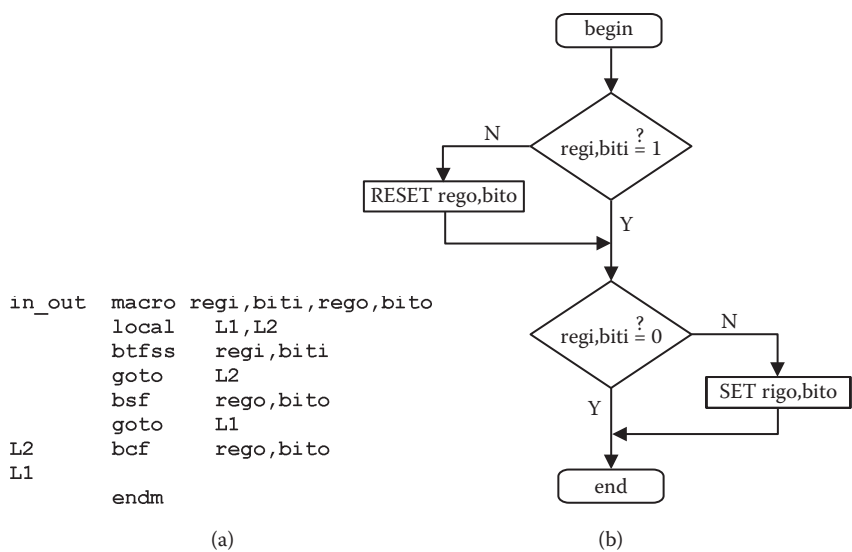 begin
regi,biti ?= 1
N
RESET rego,bito
Y
regi,biti ?= 0
N
SET rigo,bito
Y
end
in_out macro regi,biti,rego,bito
local L1,L2
btfss regi,biti
goto L2
bsf rego,bito
goto L1
L2 bcf rego,bito
L1
endm
(a)
(b)